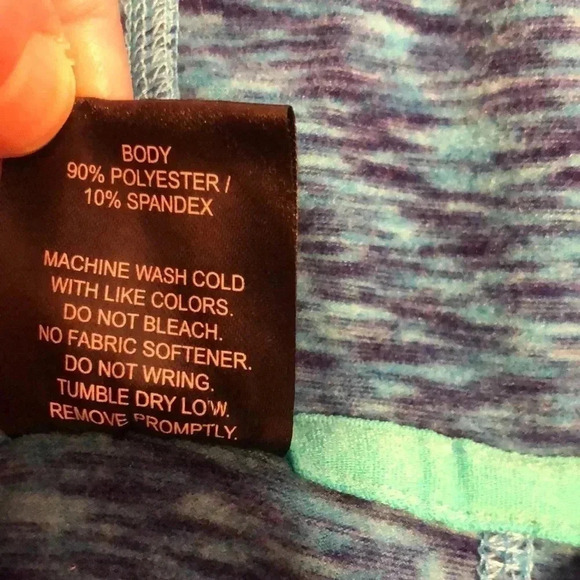 BODY
90% POLYESTER /
10% SPANDEX
MACHINE WASH COLD
WITH LIKE COLORS.
DO NOT BLEACH.
NO FABRIC SOFTENER.
DO NOT WRING.
TUMBLE DRY LOW.
REMOVE PROMPTLY.